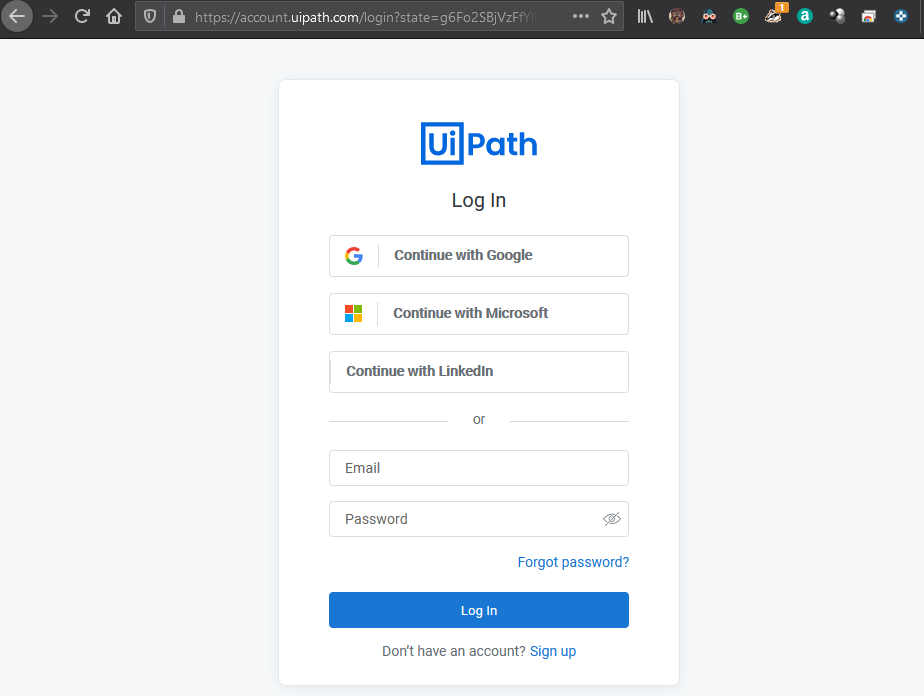 https://account.uipath.com/login?state=g6Fo2SBjVzFfYI
B+
1
a
UiPath
Log In
Continue with Google
Continue with Microsoft
Continue with LinkedIn
or
Email
Password
Forgot password?
Log In
Don't have an account? Sign up